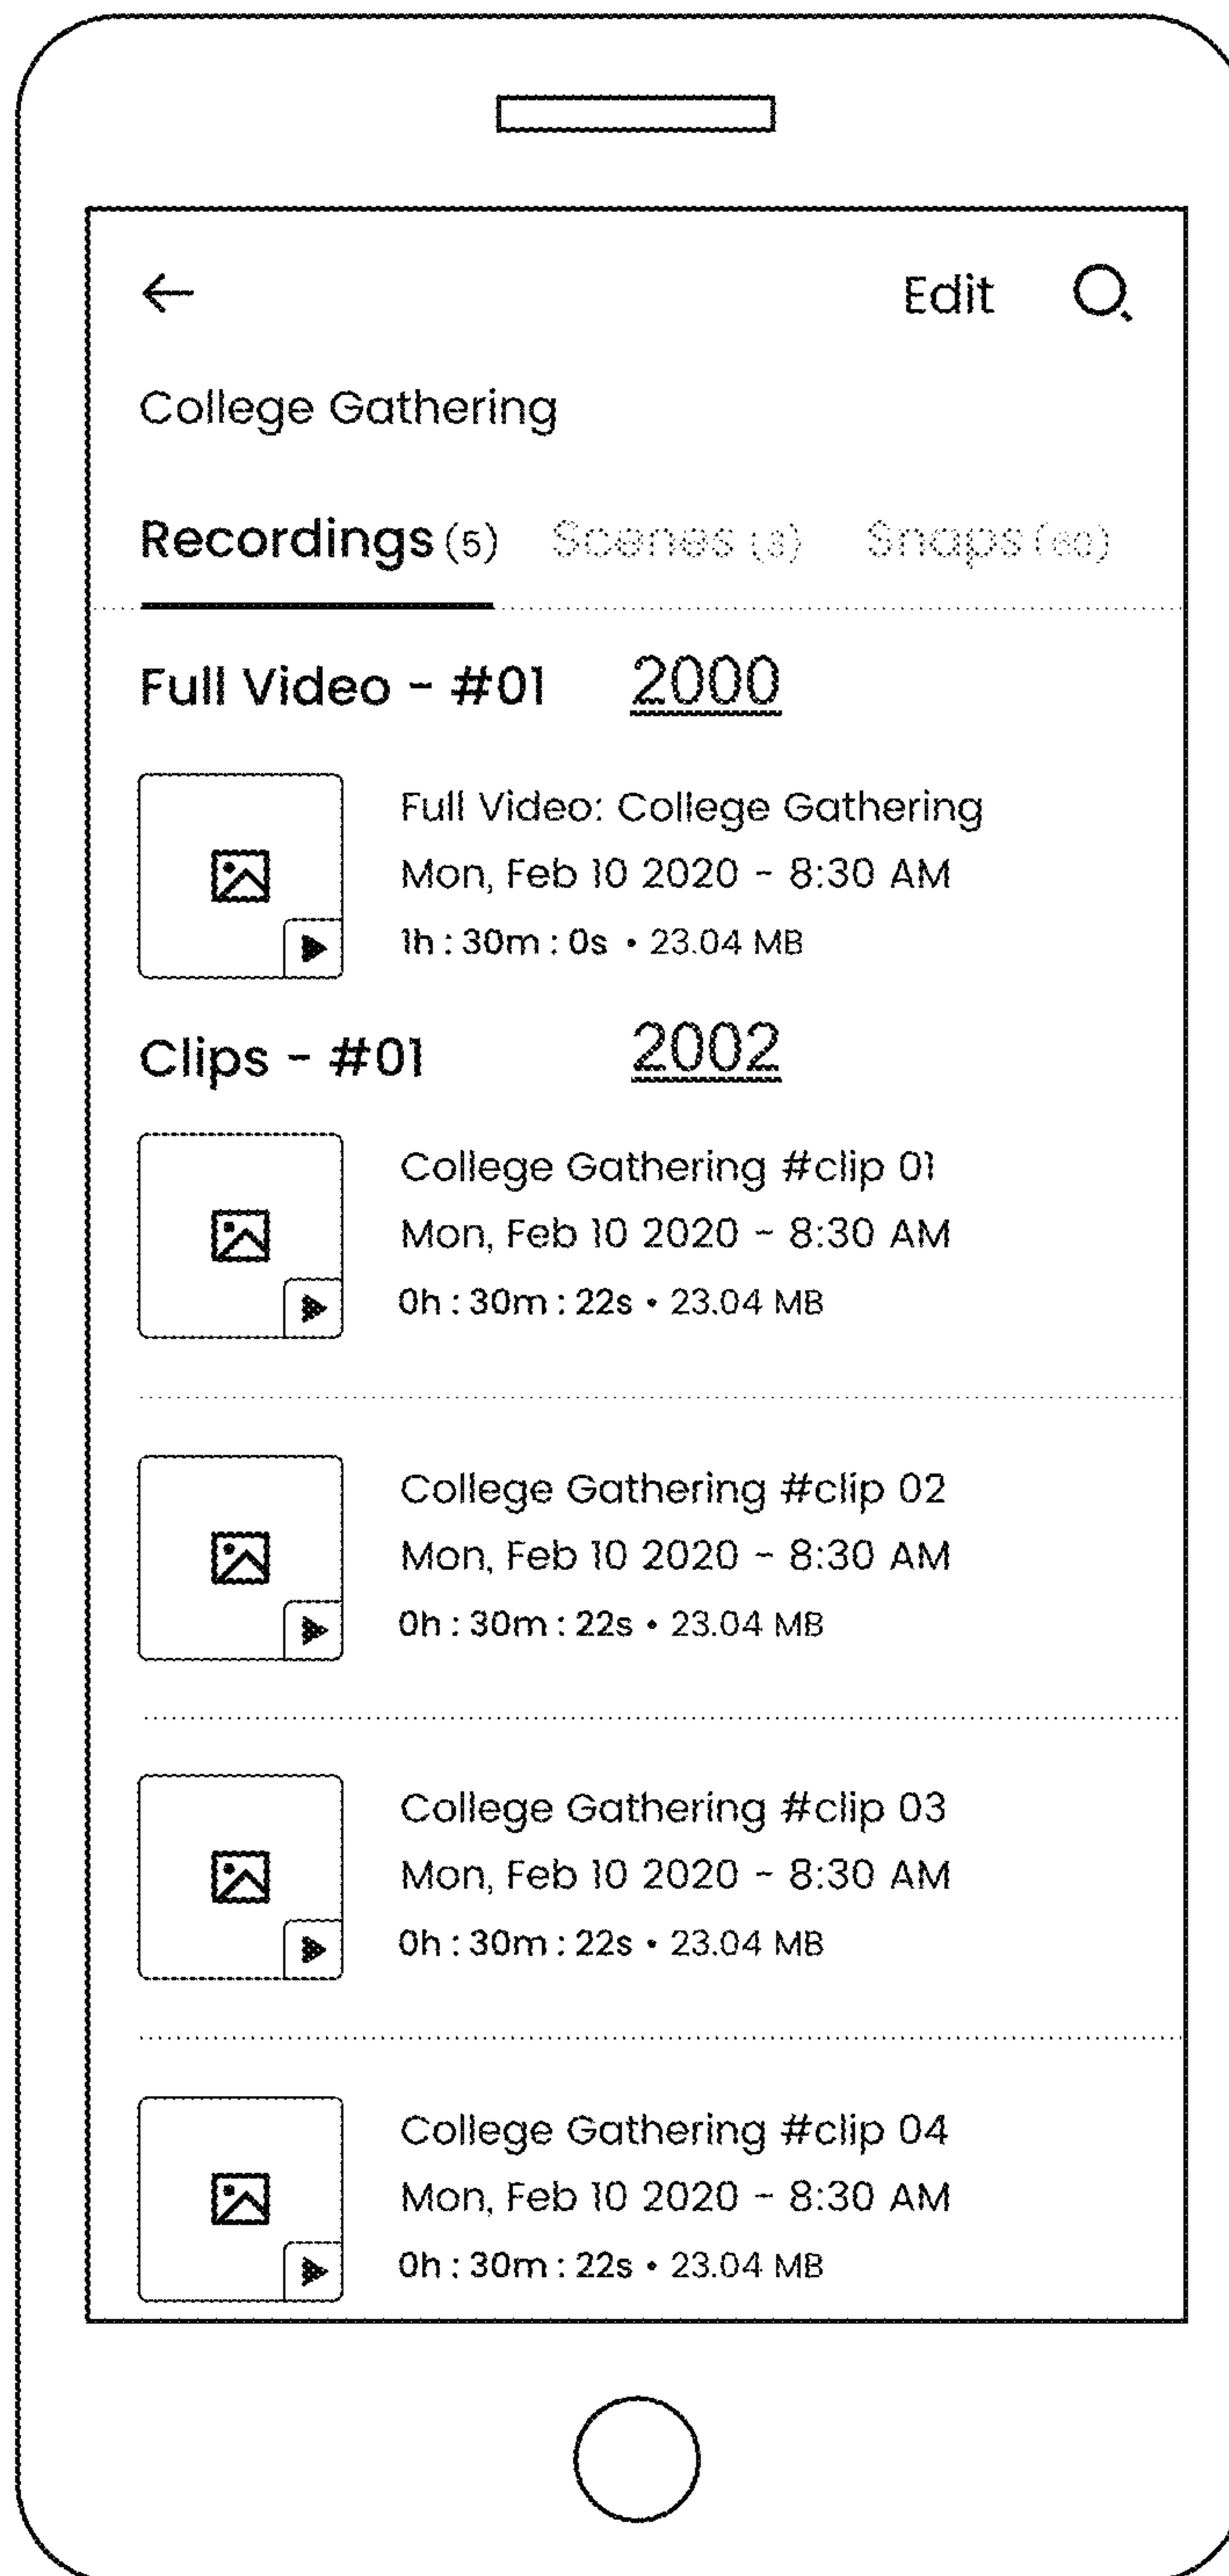 Edit
College Gathering
Recordings (5) Scenes (3) Snaps (60)
Full Video - #01 2000
Full Video: College Gathering
Mon, Feb 10 2020 - 8:30 AM
1h : 30m : 0s • 23.04 MB
Clips - #01 2002
College Gathering #clip 01
Mon, Feb 10 2020 - 8:30 AM
0h : 30m : 22s • 23.04 MB
College Gathering #clip 02
Mon, Feb 10 2020 - 8:30 AM
0h : 30m : 22s • 23.04 MB
College Gathering #clip 03
Mon, Feb 10 2020 - 8:30 AM
0h : 30m : 22s • 23.04 MB
College Gathering #clip 04
Mon, Feb 10 2020 - 8:30 AM
0h : 30m : 22s • 23.04 MB